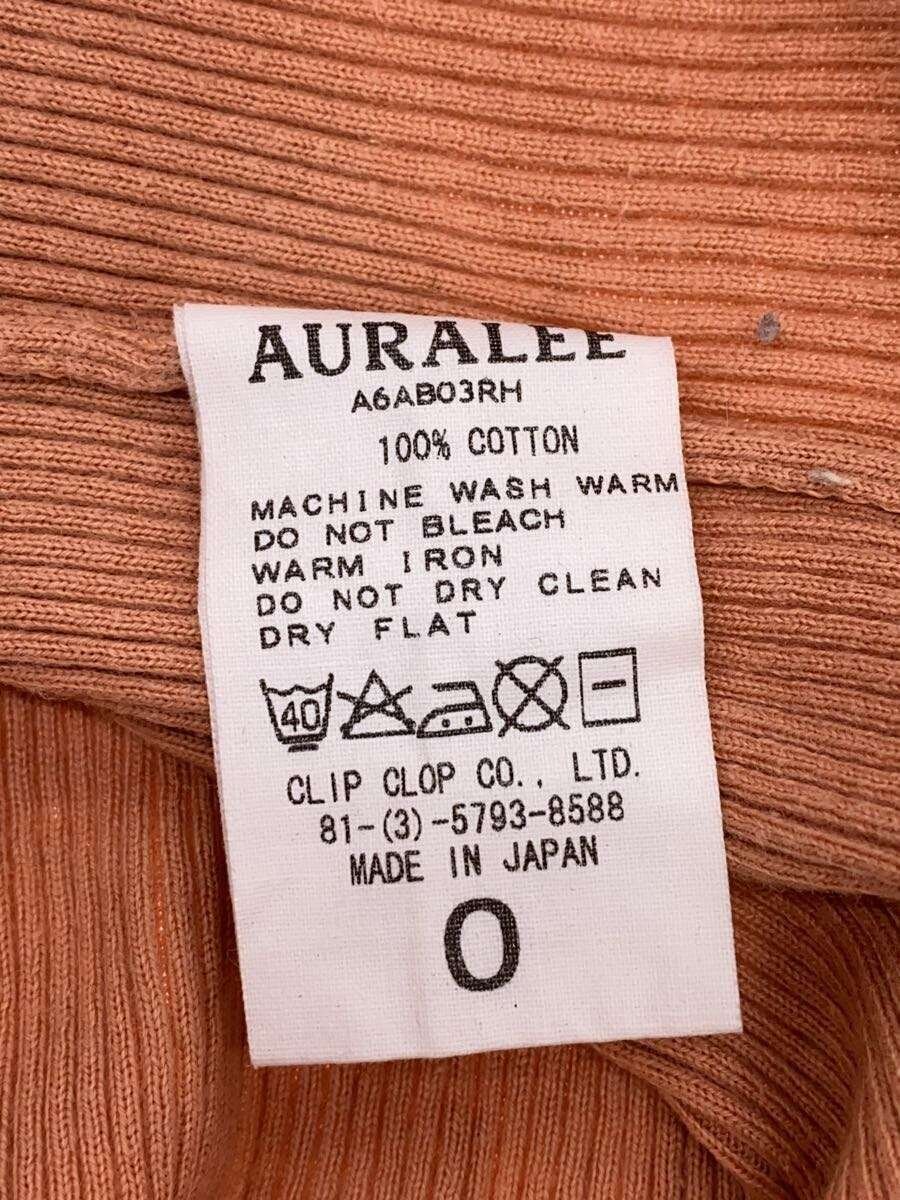 AURALEE
A6AB03RH
100% COTTON
MACHINE WASH WARM
DO NOT BLEACH
WARM IRON
DO NOT DRY CLEAN
DRY FLAT
40
CLIP CLOP CO., LTD.
81-(3)-5793-8588
MADE IN JAPAN
0